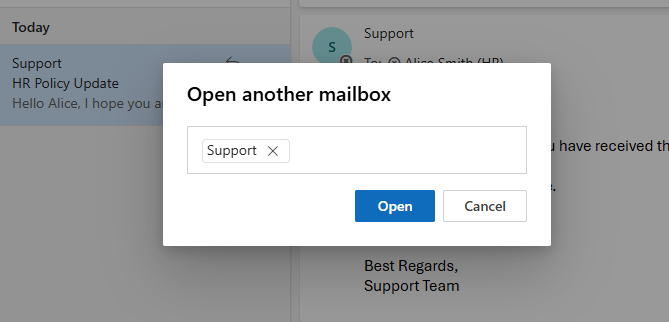 Today
Support
HR Policy Update
Hello Alice, I hope you a
S
Support
To: Alice Smith (HR)
Open another mailbox
Support
Open
Cancel
u have received th
e.
Best Regards,
Support Team